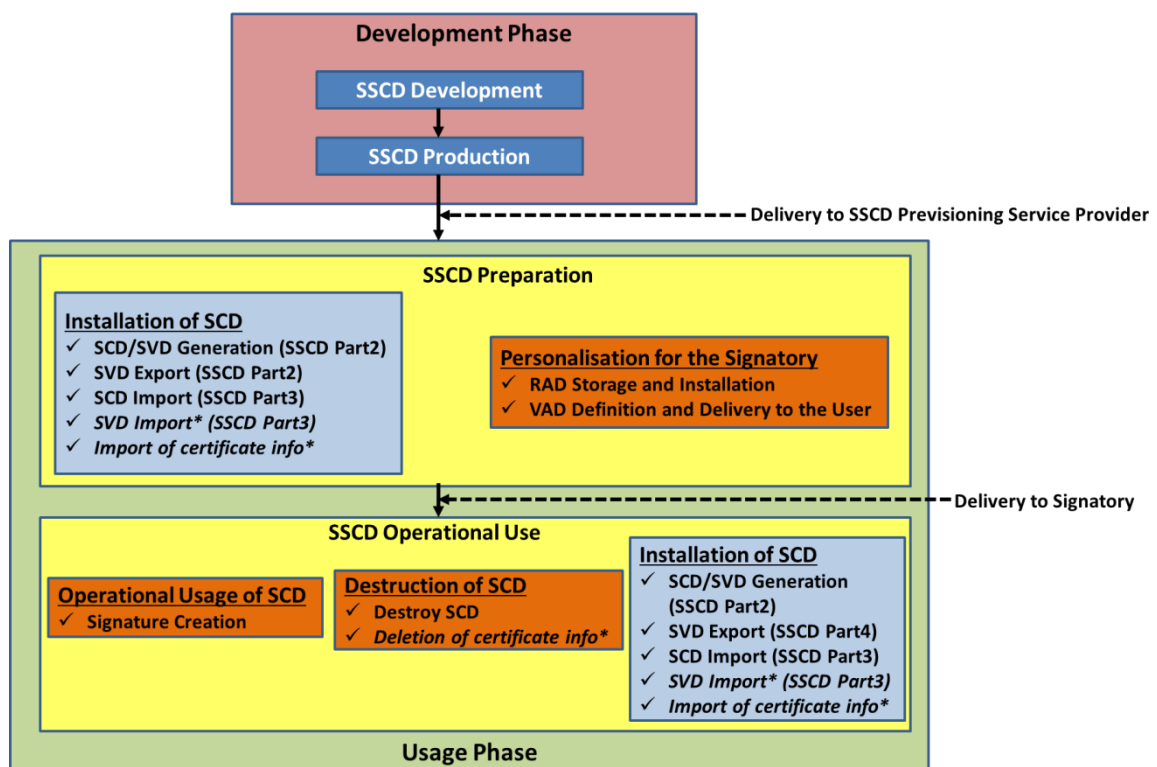 Development Phase
SSCD Development
SSCD Production
Delivery to SSCD Previsioning Service Provider
SSCD Preparation
Installation of SCD
✓ SCD/SVD Generation (SSCD Part2)
✓ SVD Export (SSCD Part2)
✓ SCD Import (SSCD Part3)
✓ SVD Import* (SSCD Part3)
✓ Import of certificate info*
Personalisation for the Signatory
✓ RAD Storage and Installation
✓ VAD Definition and Delivery to the User
Delivery to Signatory
SSCD Operational Use
Operational Usage of SCD
✓ Signature Creation
Destruction of SCD
✓ Destroy SCD
✓ Deletion of certificate info*
Installation of SCD
✓ SCD/SVD Generation
(SSCD Part2)
✓ SVD Export (SSCD Part4)
✓ SCD Import (SSCD Part3)
✓ SVD Import* (SSCD Part3)
✓ Import of certificate info*
Usage Phase